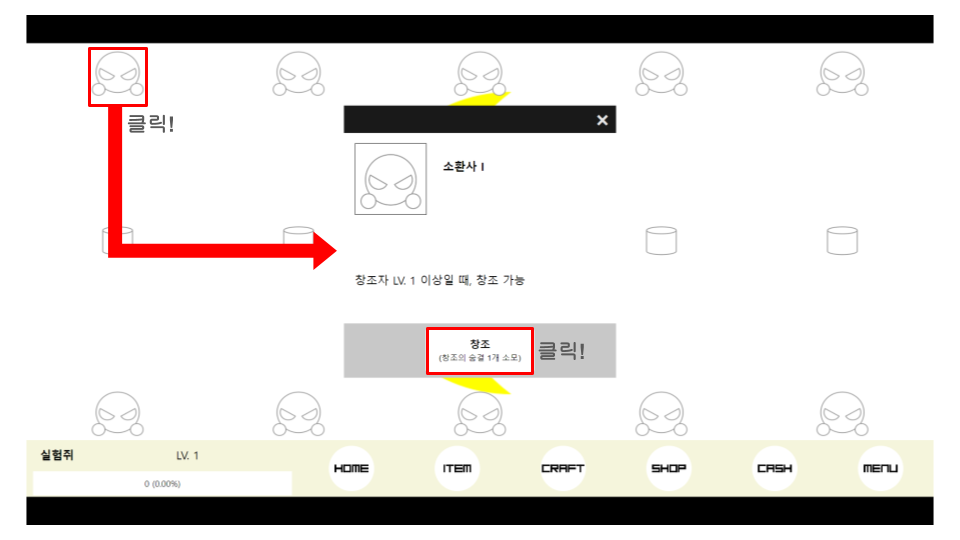 클릭!
×
소환사 I
창조자 LV. 1 이상일 때, 창조 가능
창조
(창조의 숨결 1개 소모)
클릭!
실험쥐
LV. 1
0 (0.00%)
HOME
ITEM
CRAFT
SHOP
CASH
MENU